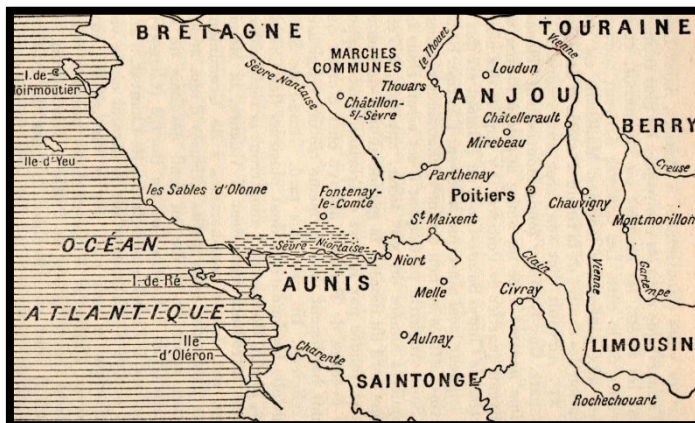 BRETAGNE
TOURAINE
MARCHES
COMMUNES
le Thouet
Vienne
Loudun
I. de
Noirmoutier
Sèvre Nantaise
Thouars
Châtillon-
s/-Sèvre
ANJOU
Châtellerault
Mirebeau
BERRY
Ile-d'Yeu
Creuse
Parthenay
les Sables d'Olonne
Fontenay-
le-Comte
Poitiers
Chauvigny
Montmorillon
St Maixent
OCÉAN
Sèvre-Niortaise
Niort
Clain
Vienne
Gartempe
I.-de-Ré
AUNIS
Melle
Civray
ATLANTIQUE
Ile
d'Oléron
Aulnay
LIMOUSIN
Charente
SAINTONGE
Rochechouart